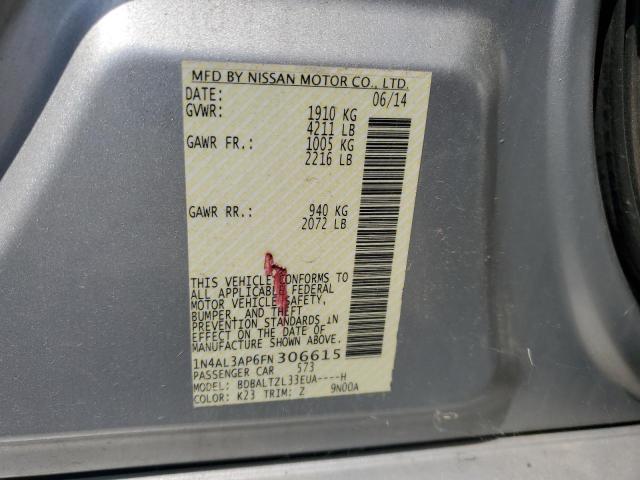 MFD BY NISSAN MOTOR CO., LTD.
DATE: 06/14
GVWR: 1910 KG
4211 LB
GAWR FR.: 1005 KG
2216 LB
GAWR RR.: 940 KG
2072 LB
THIS VEHICLE CONFORMS TO
ALL APPLICABLE FEDERAL
MOTOR VEHICLE SAFETY,
BUMPER, AND THEFT
PREVENTION STANDARDS IN
EFFECT ON THE DATE OF
MANUFACTURE SHOWN ABOVE.
1N4AL3AP6FN306615
PASSENGER CAR 573
MODEL: BDBALTZL33EUA----H
COLOR: K23 TRIM: Z 9N00A